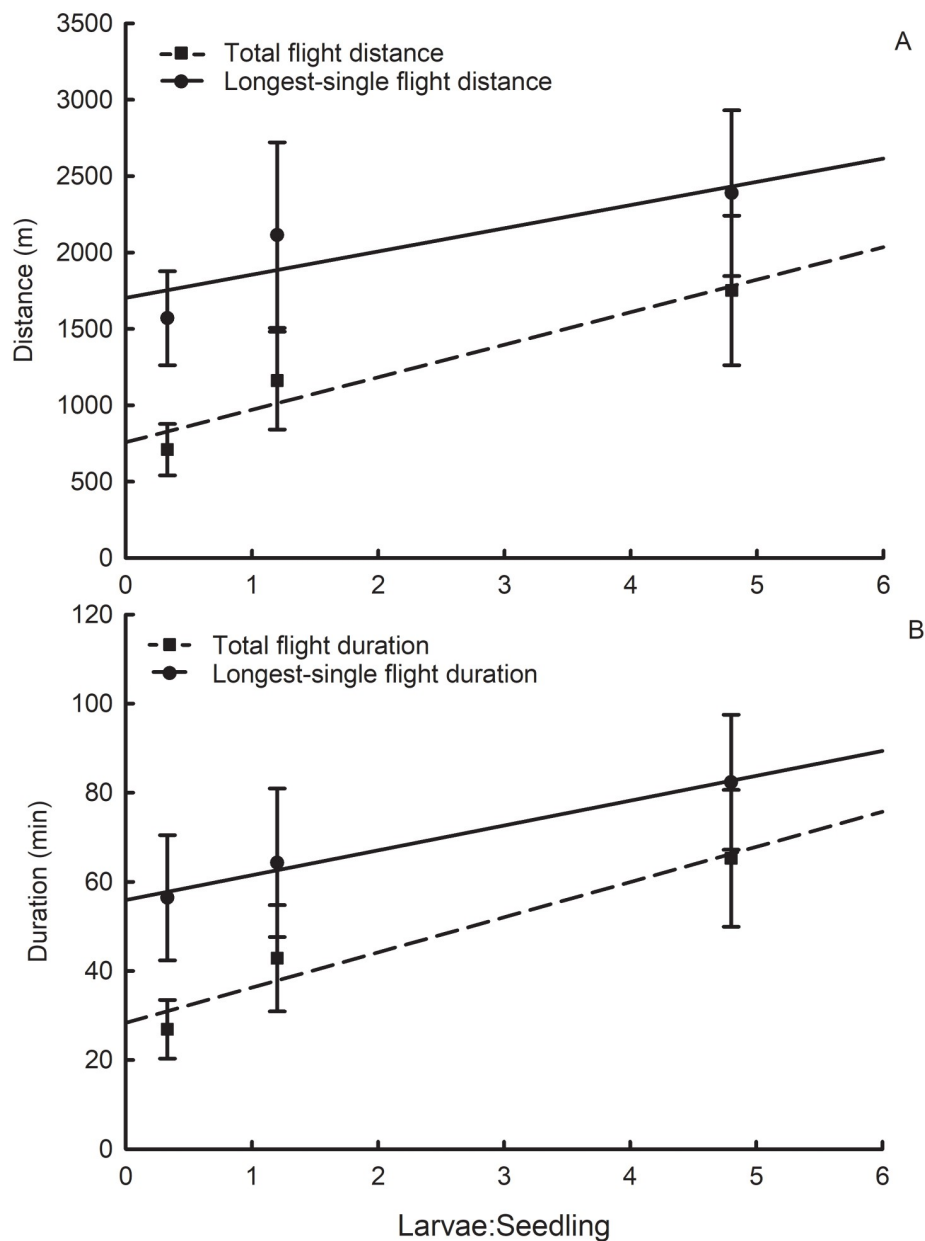 A
Total flight distance
Longest-single flight distance
Distance (m)
3500
3000
2500
2000
1500
1000
500
0
0 1 2 3 4 5 6
B
Total flight duration
Longest-single flight duration
Duration (min)
120
100
80
60
40
20
0
0 1 2 3 4 5 6
Larvae:Seedling